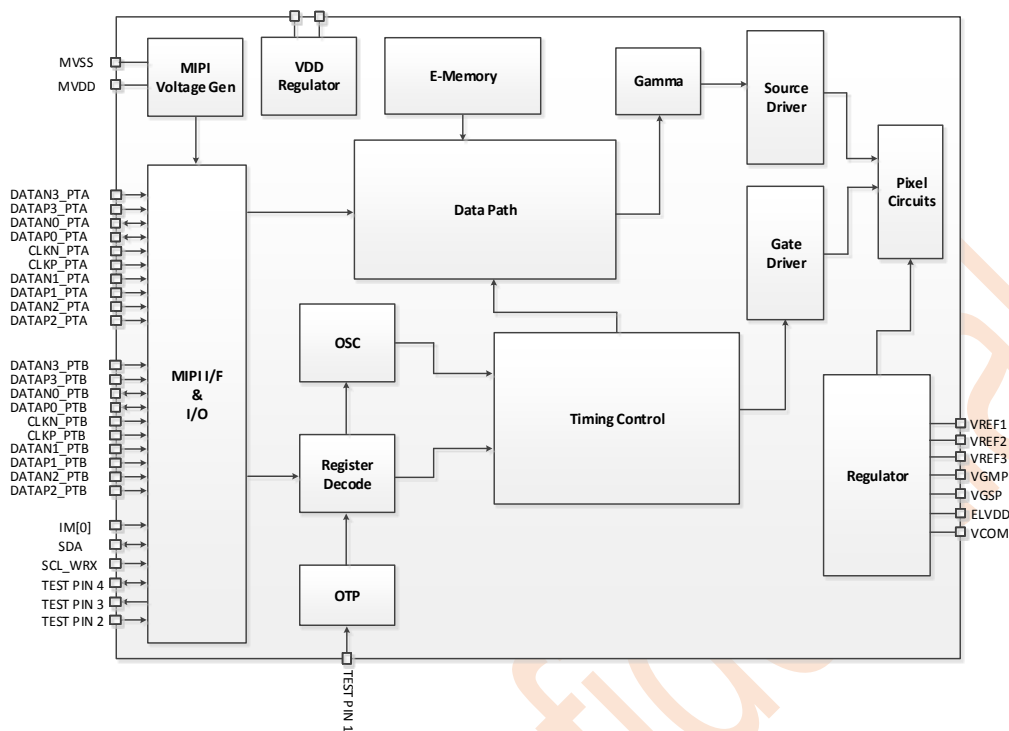 MVSS
MVDD
MIPI
Voltage Gen
VDD
Regulator
E-Memory
Gamma
Source
Driver
Pixel
Circuits
Data Path
Gate
Driver
DATAN3_PTA
DATAP3_PTA
DATAN0_PTA
DATAP0_PTA
CLKN_PTA
CLKP_PTA
DATAN1_PTA
DATAP1_PTA
DATAN2_PTA
DATAP2_PTA
DATAN3_PTB
DATAP3_PTB
DATAN0_PTB
DATAP0_PTB
CLKN_PTB
CLKP_PTB
DATAN1_PTB
DATAP1_PTB
DATAN2_PTB
DATAP2_PTB
IM[0]
SDA
SCL_WRX
TEST PIN 4
TEST PIN 3
TEST PIN 2
MIPI I/F
&
I/O
OSC
Register
Decode
OTP
TEST PIN 1
Timing Control
Regulator
VREF1
VREF2
VREF3
VGMP
VGSP
ELVDD
VCOM